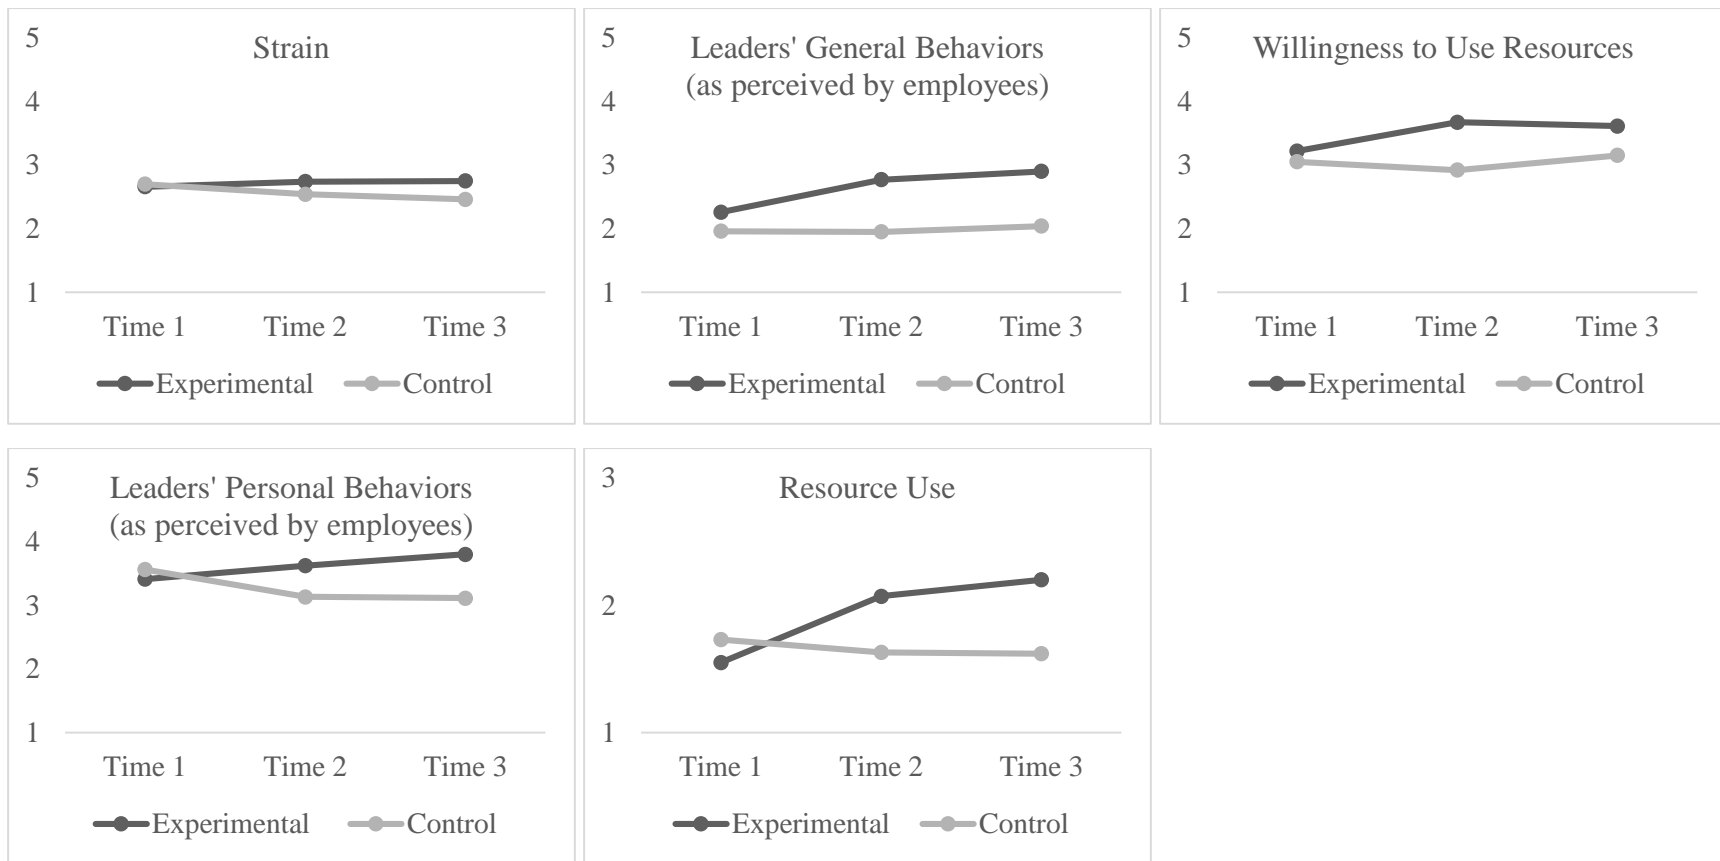 Strain
5
4
3
2
1
Time 1 Time 2 Time 3
Experimental Control
Leaders' General Behaviors
(as perceived by employees)
5
4
3
2
1
Time 1 Time 2 Time 3
Experimental Control
Willingness to Use Resources
5
4
3
2
1
Time 1 Time 2 Time 3
Experimental Control
Leaders' Personal Behaviors
(as perceived by employees)
5
4
3
2
1
Time 1 Time 2 Time 3
Experimental Control
Resource Use
3
2
1
Time 1 Time 2 Time 3
Experimental Control